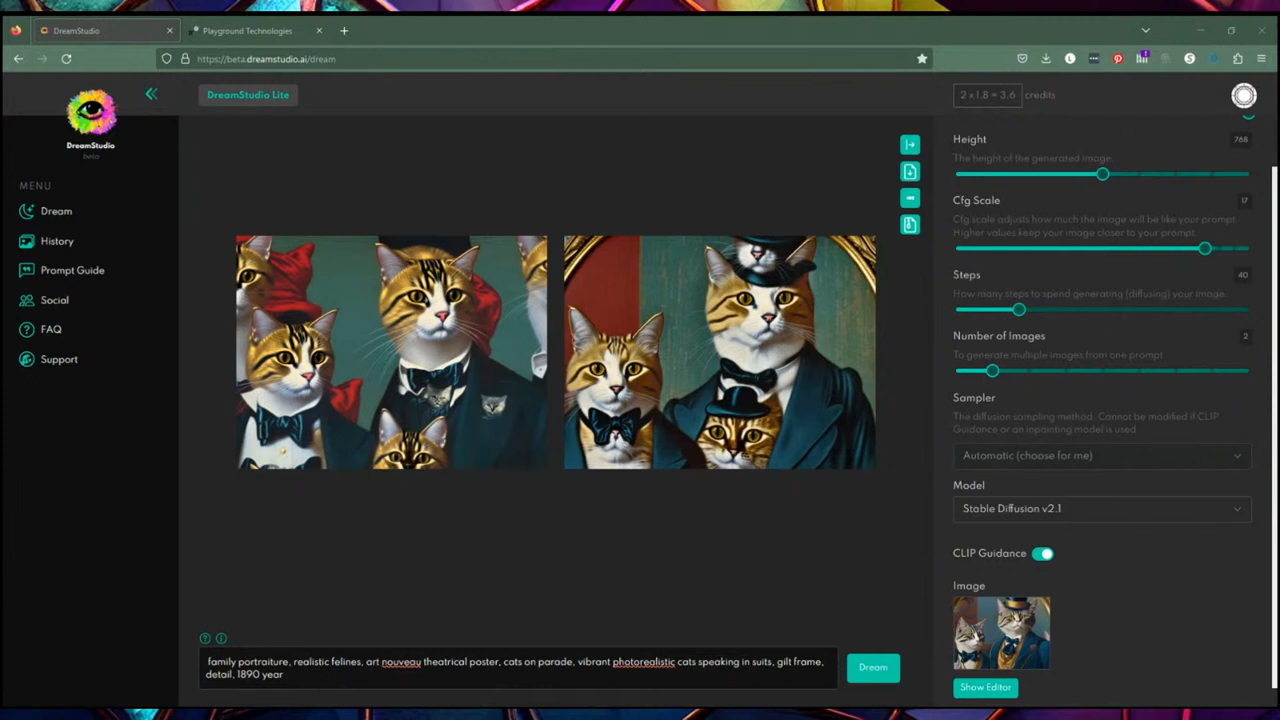 DreamStudio
Playground Technologies
https://beta.dreamstudio.ai/dream
DreamStudio Lite
2 x 1.8 = 3.6 credits
DreamStudio
beta
MENU
Dream
History
Prompt Guide
Social
FAQ
Support
Height 768
The height of the generated image.
Cfg Scale 17
Cfg scale adjusts how much the image will be like your prompt.
Higher values keep your image closer to your prompt.
Steps 40
How many steps to spend generating (diffusing) your image.
Number of Images 2
To generate multiple images from one prompt
Sampler
The diffusion sampling method. Cannot be modified if CLIP
Guidance or an inpainting model is used
Automatic (choose for me)
Model
Stable Diffusion v2.1
CLIP Guidance
Image
Show Editor
family portraiture, realistic felines, art nouveau theatrical poster, cats on parade, vibrant photorealistic cats speaking in suits, gilt frame,
detail, 1890 year
Dream